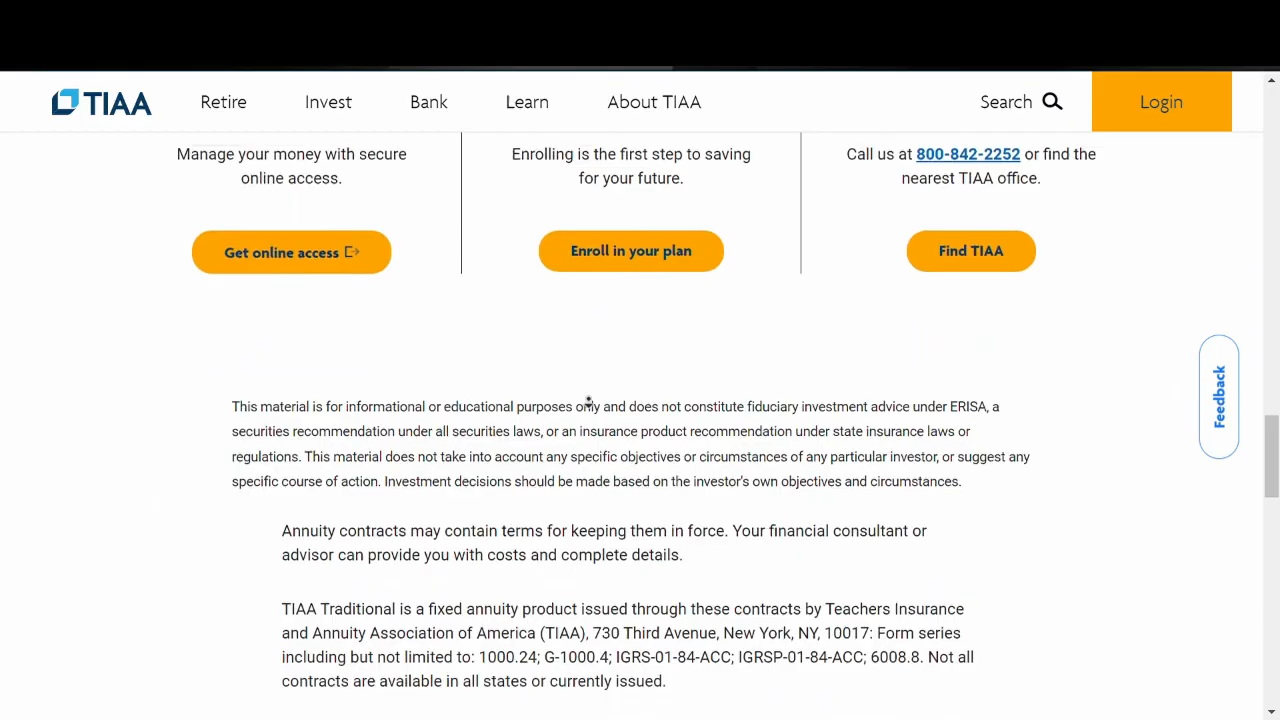 TIAA
Retire
Invest
Bank
Learn
About TIAA
Search
Login
Manage your money with secure
online access.
Get online access
Enrolling is the first step to saving
for your future.
Enroll in your plan
Call us at 800-842-2252 or find the
nearest TIAA office.
Find TIAA
Feedback
This material is for informational or educational purposes only and does not constitute fiduciary investment advice under ERISA, a
securities recommendation under all securities laws, or an insurance product recommendation under state insurance laws or
regulations. This material does not take into account any specific objectives or circumstances of any particular investor, or suggest any
specific course of action. Investment decisions should be made based on the investor's own objectives and circumstances.
Annuity contracts may contain terms for keeping them in force. Your financial consultant or
advisor can provide you with costs and complete details.
TIAA Traditional is a fixed annuity product issued through these contracts by Teachers Insurance
and Annuity Association of America (TIAA), 730 Third Avenue, New York, NY, 10017: Form series
including but not limited to: 1000.24; G-1000.4; IGRS-01-84-ACC; IGRSP-01-84-ACC; 6008.8. Not all
contracts are available in all states or currently issued.